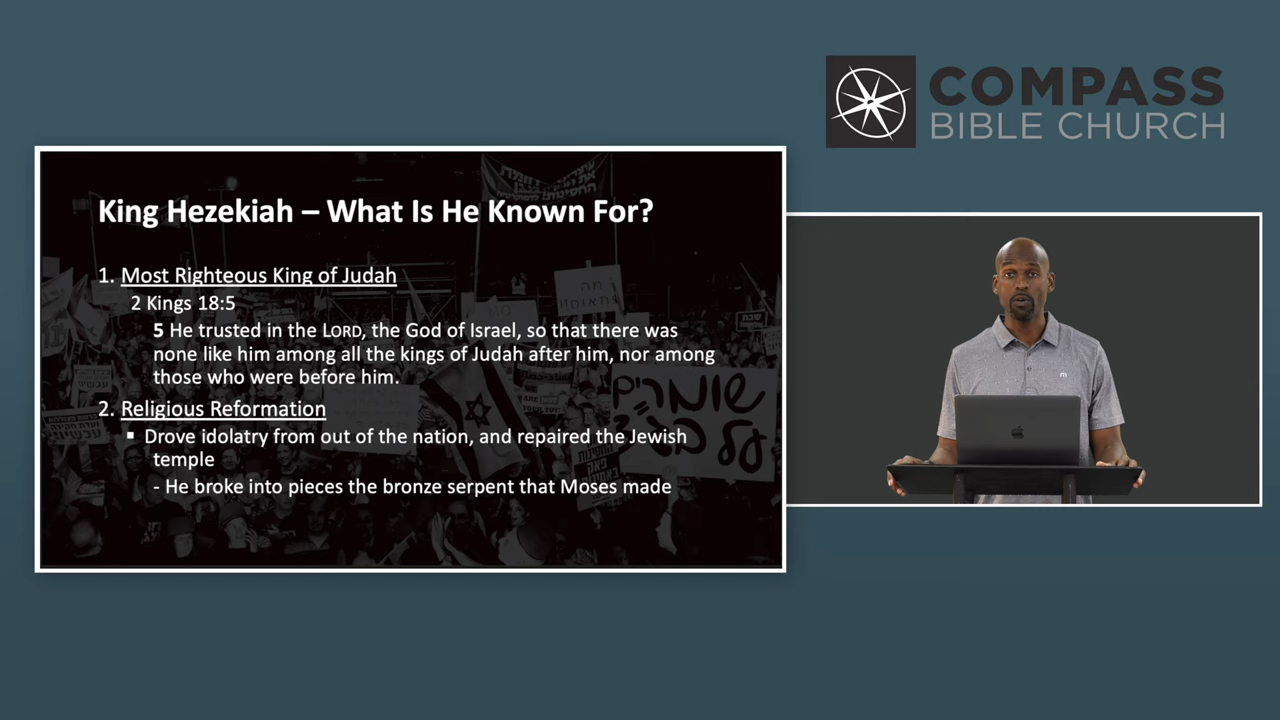 COMPASS
BIBLE CHURCH
King Hezekiah – What Is He Known For?
1. Most Righteous King of Judah
2 Kings 18:5
5 He trusted in the LORD, the God of Israel, so that there was
none like him among all the kings of Judah after him, nor among
those who were before him.
2. Religious Reformation
▪ Drove idolatry from out of the nation, and repaired the Jewish
temple
- He broke into pieces the bronze serpent that Moses made
שומרים
m